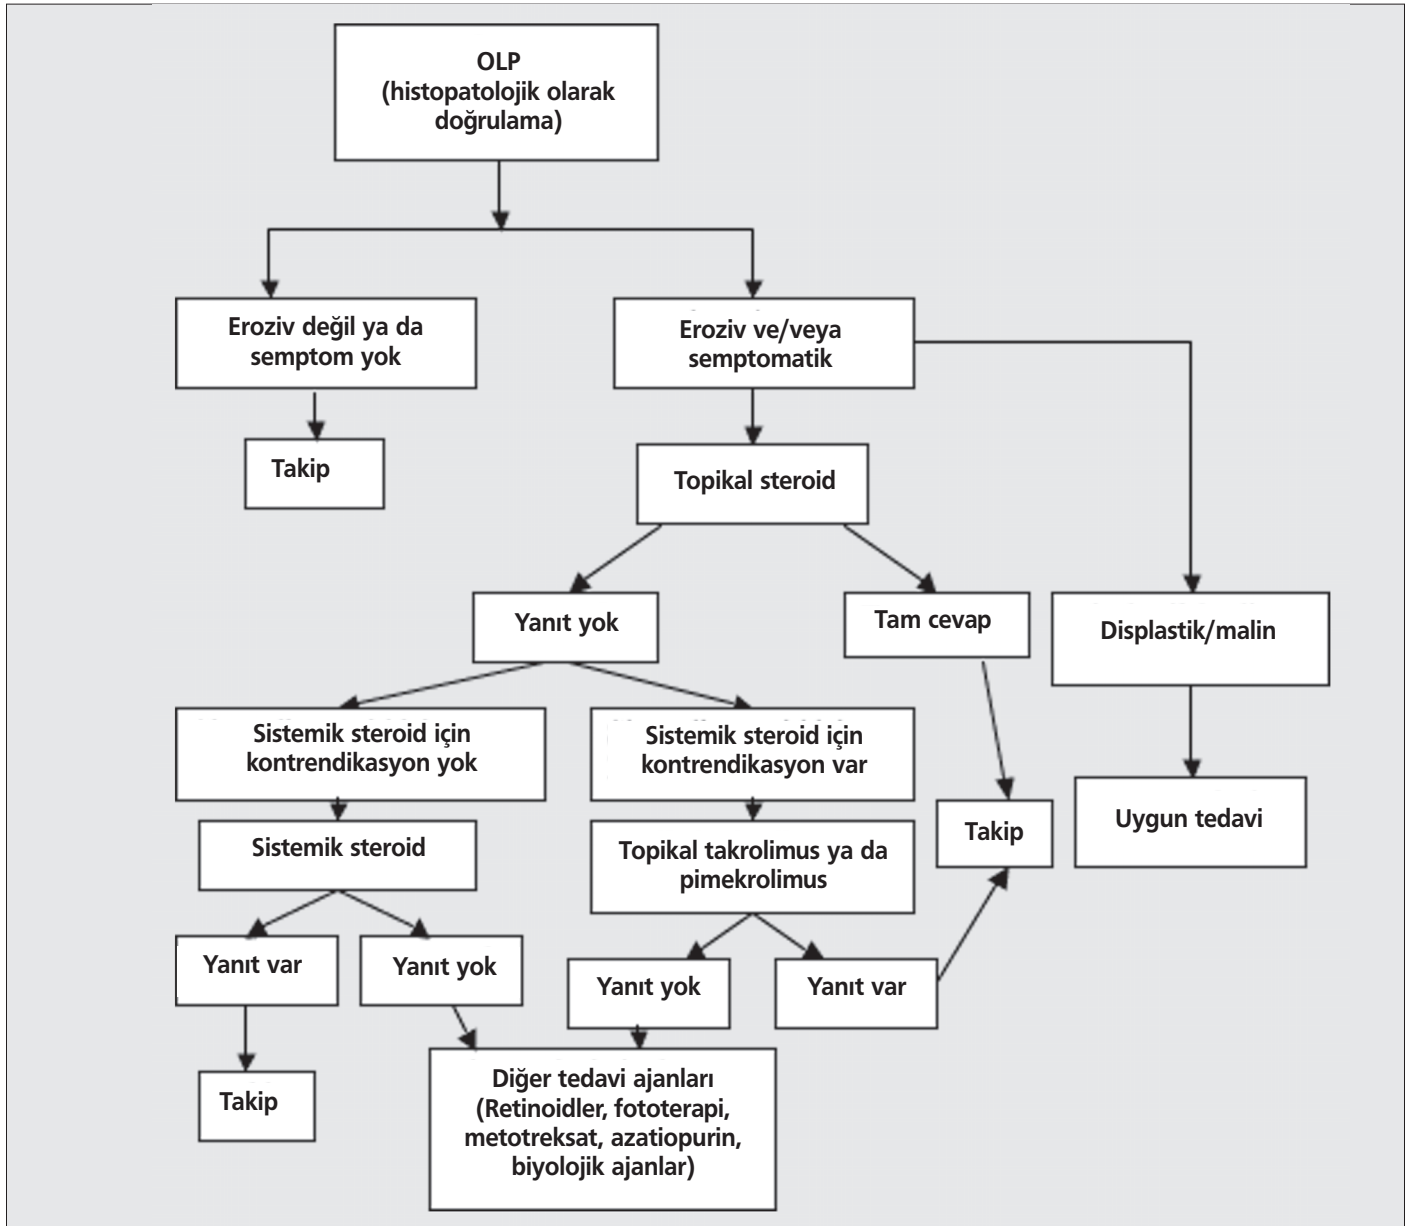 OLP
(histopatolojik olarak
doğrulama)
Eroziv değil ya da
semptom yok
Eroziv ve/veya
semptomatik
Takip
Topikal steroid
Yanıt yok
Tam cevap
Displastik/malin
Sistemik steroid için
kontrendikasyon yok
Sistemik steroid için
kontrendikasyon var
Sistemik steroid
Topikal takrolimus ya da
pimekrolimus
Takip
Uygun tedavi
Yanıt var
Yanıt yok
Yanıt yok
Yanıt var
Takip
Diğer tedavi ajanları
(Retinoidler, fototerapi,
metotreksat, azatiopurin,
biyolojik ajanlar)